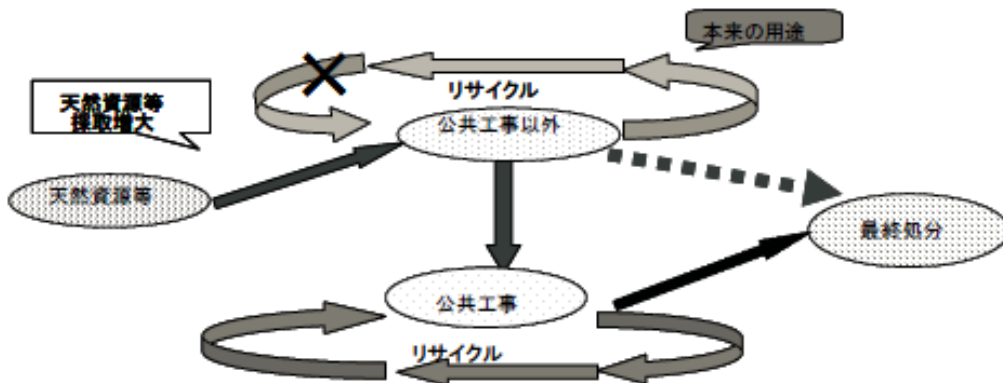 本来の用途
リサイクル
天然資源等
採取増大
公共工事以外
天然資源等
最終処分
公共工事
リサイクル